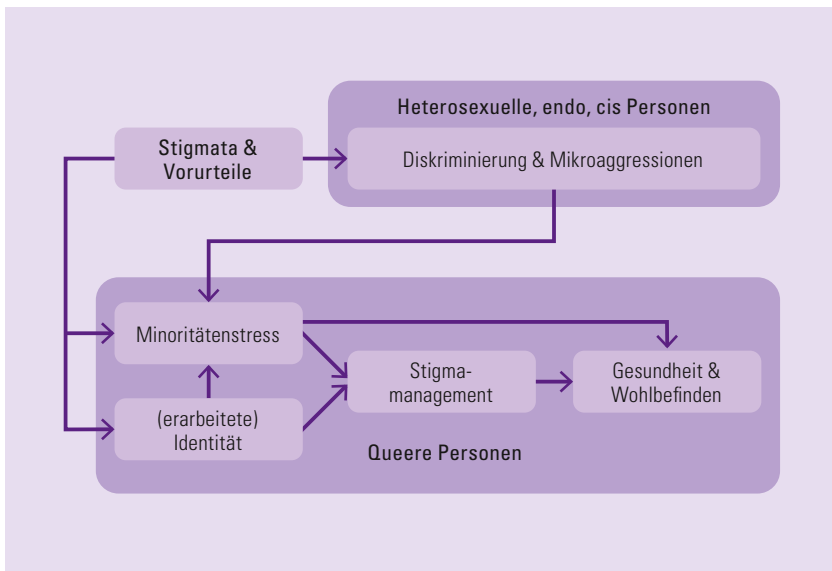 Heterosexuelle, endo, cis Personen
Stigmata &
Vorurteile
Diskriminierung & Mikroaggressionen
Minoritätenstress
Stigma-
management
Gesundheit &
Wohlbefinden
(erarbeitete)
Identität
Queere Personen